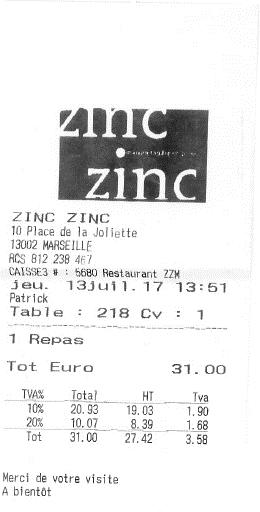 zinc
zinc
ZINC ZINC
10 Place de la Joliette
13002 MARSEILLE
RCS 812 238 467
CAISSE3 # : 5680 Restaurant ZZM
jeu. 13juil.17 13:51
Patrick
Table : 218 Cv : 1
1 Repas
Tot Euro 31.00
TVA% Total HT Tva
10% 20.93 19.03 1.90
20% 10.07 8.39 1.68
Tot 31.00 27.42 3.58
Merci de votre visite
A bientôt